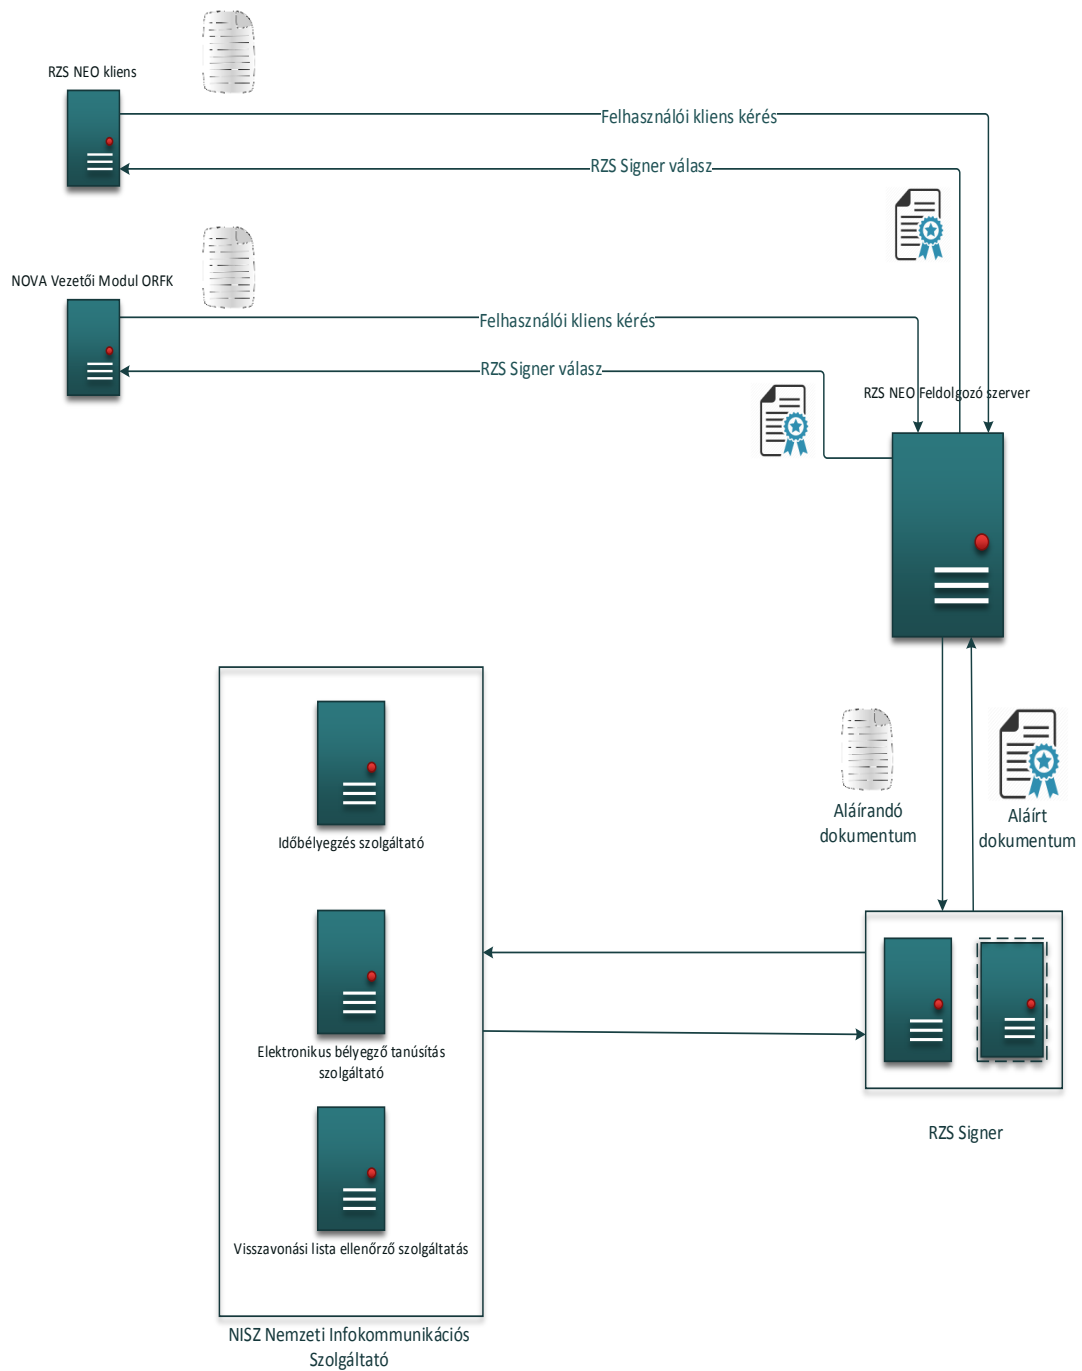 RZS NEO kliens
Felhasználói kliens kérés
RZS Signer válasz
NOVA Vezetői Modul ORFK
Felhasználói kliens kérés
RZS Signer válasz
RZS NEO Feldolgozó szerver
Aláírandó
dokumentum
Aláírt
dokumentum
Időbélyegzés szolgáltató
Elektronikus bélyegző tanúsítás
szolgáltató
RZS Signer
Visszavonási lista ellenőrző szolgáltatás
NISZ Nemzeti Infokommunikációs
Szolgáltató